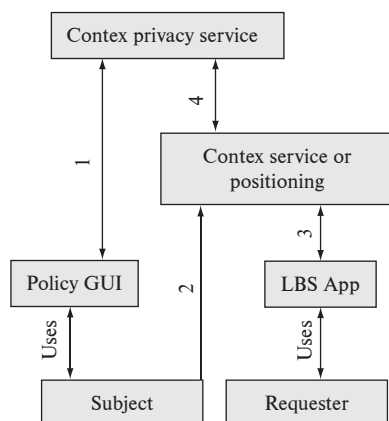 Contex privacy service
4
1
Contex service or
positioning
2
3
Policy GUI
LBS App
Uses
Uses
Subject
Requester